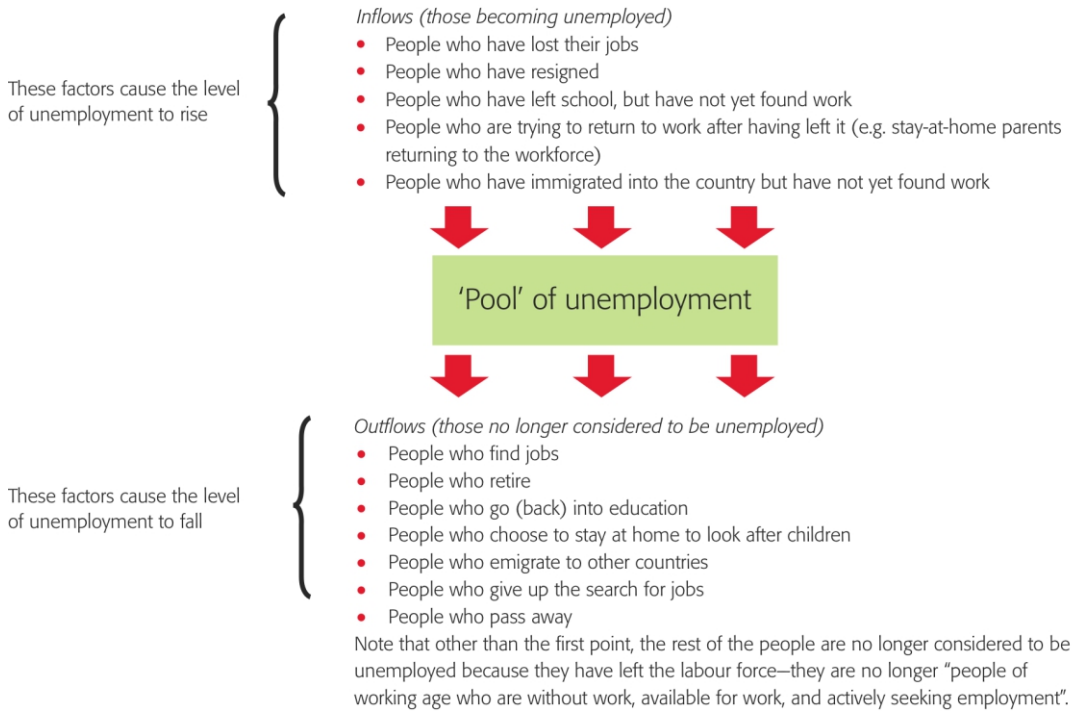 Inflows (those becoming unemployed)
• People who have lost their jobs
• People who have resigned
These factors cause the level
of unemployment to rise
• People who have left school, but have not yet found work
• People who are trying to return to work after having left it (e.g. stay-at-home parents
returning to the workforce)
• People who have immigrated into the country but have not yet found work
‘Pool’ of unemployment
Outflows (those no longer considered to be unemployed)
• People who find jobs
• People who retire
These factors cause the level
of unemployment to fall
• People who go (back) into education
• People who choose to stay at home to look after children
• People who emigrate to other countries
• People who give up the search for jobs
• People who pass away
Note that other than the first point, the rest of the people are no longer considered to be
unemployed because they have left the labour force—they are no longer “people of
working age who are without work, available for work, and actively seeking employment”.